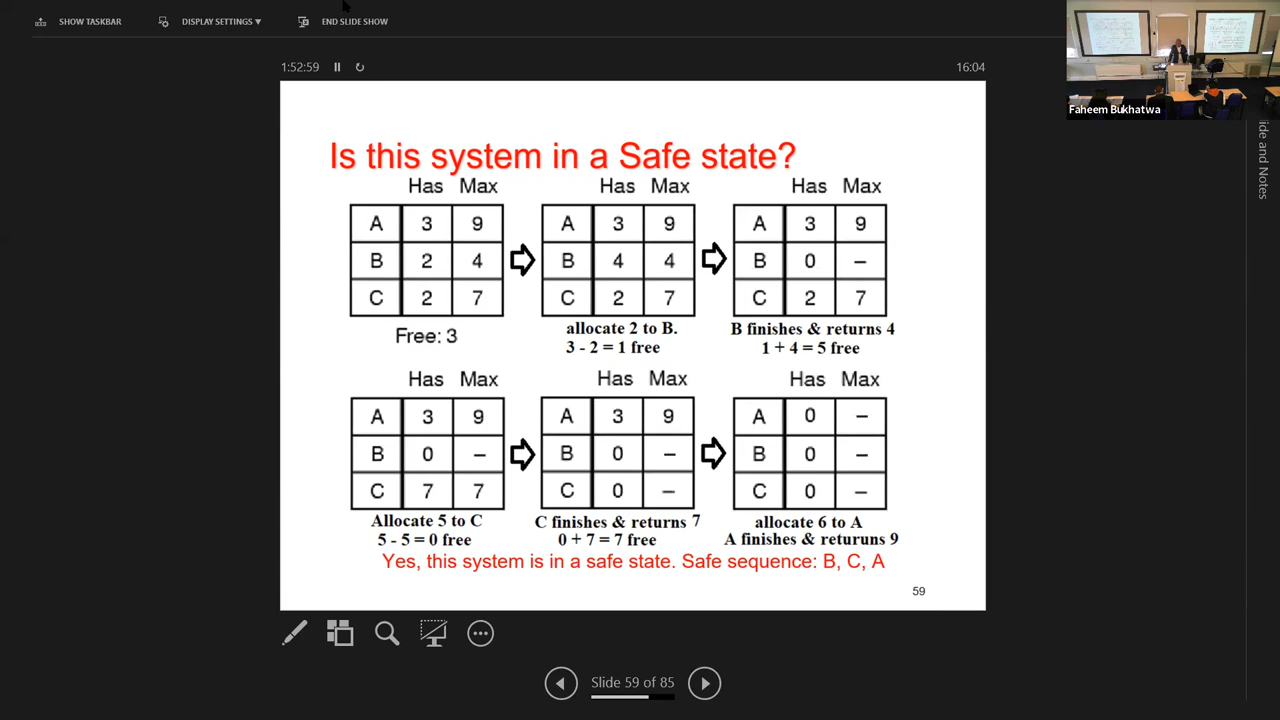 SHOW TASKBAR DISPLAY SETTINGS ▼ END SLIDE SHOW
Faheem Bukhatwa
1:52:59 16:04
lide and Notes
Is this system in a Safe state?
Has Max Has Max Has Max
A 3 9 A 3 9 A 3 9
B 2 4 B 4 4 B 0 –
C 2 7 C 2 7 C 2 7
Free: 3 allocate 2 to B. B finishes & returns 4
3 - 2 = 1 free 1 + 4 = 5 free
Has Max Has Max Has Max
A 3 9 A 3 9 A 0 –
B 0 – B 0 – B 0 –
C 7 7 C 0 – C 0 –
Allocate 5 to C C finishes & returns 7 allocate 6 to A
5 - 5 = 0 free 0 + 7 = 7 free A finishes & returuns 9
Yes, this system is in a safe state. Safe sequence: B, C, A
59
Slide 59 of 85